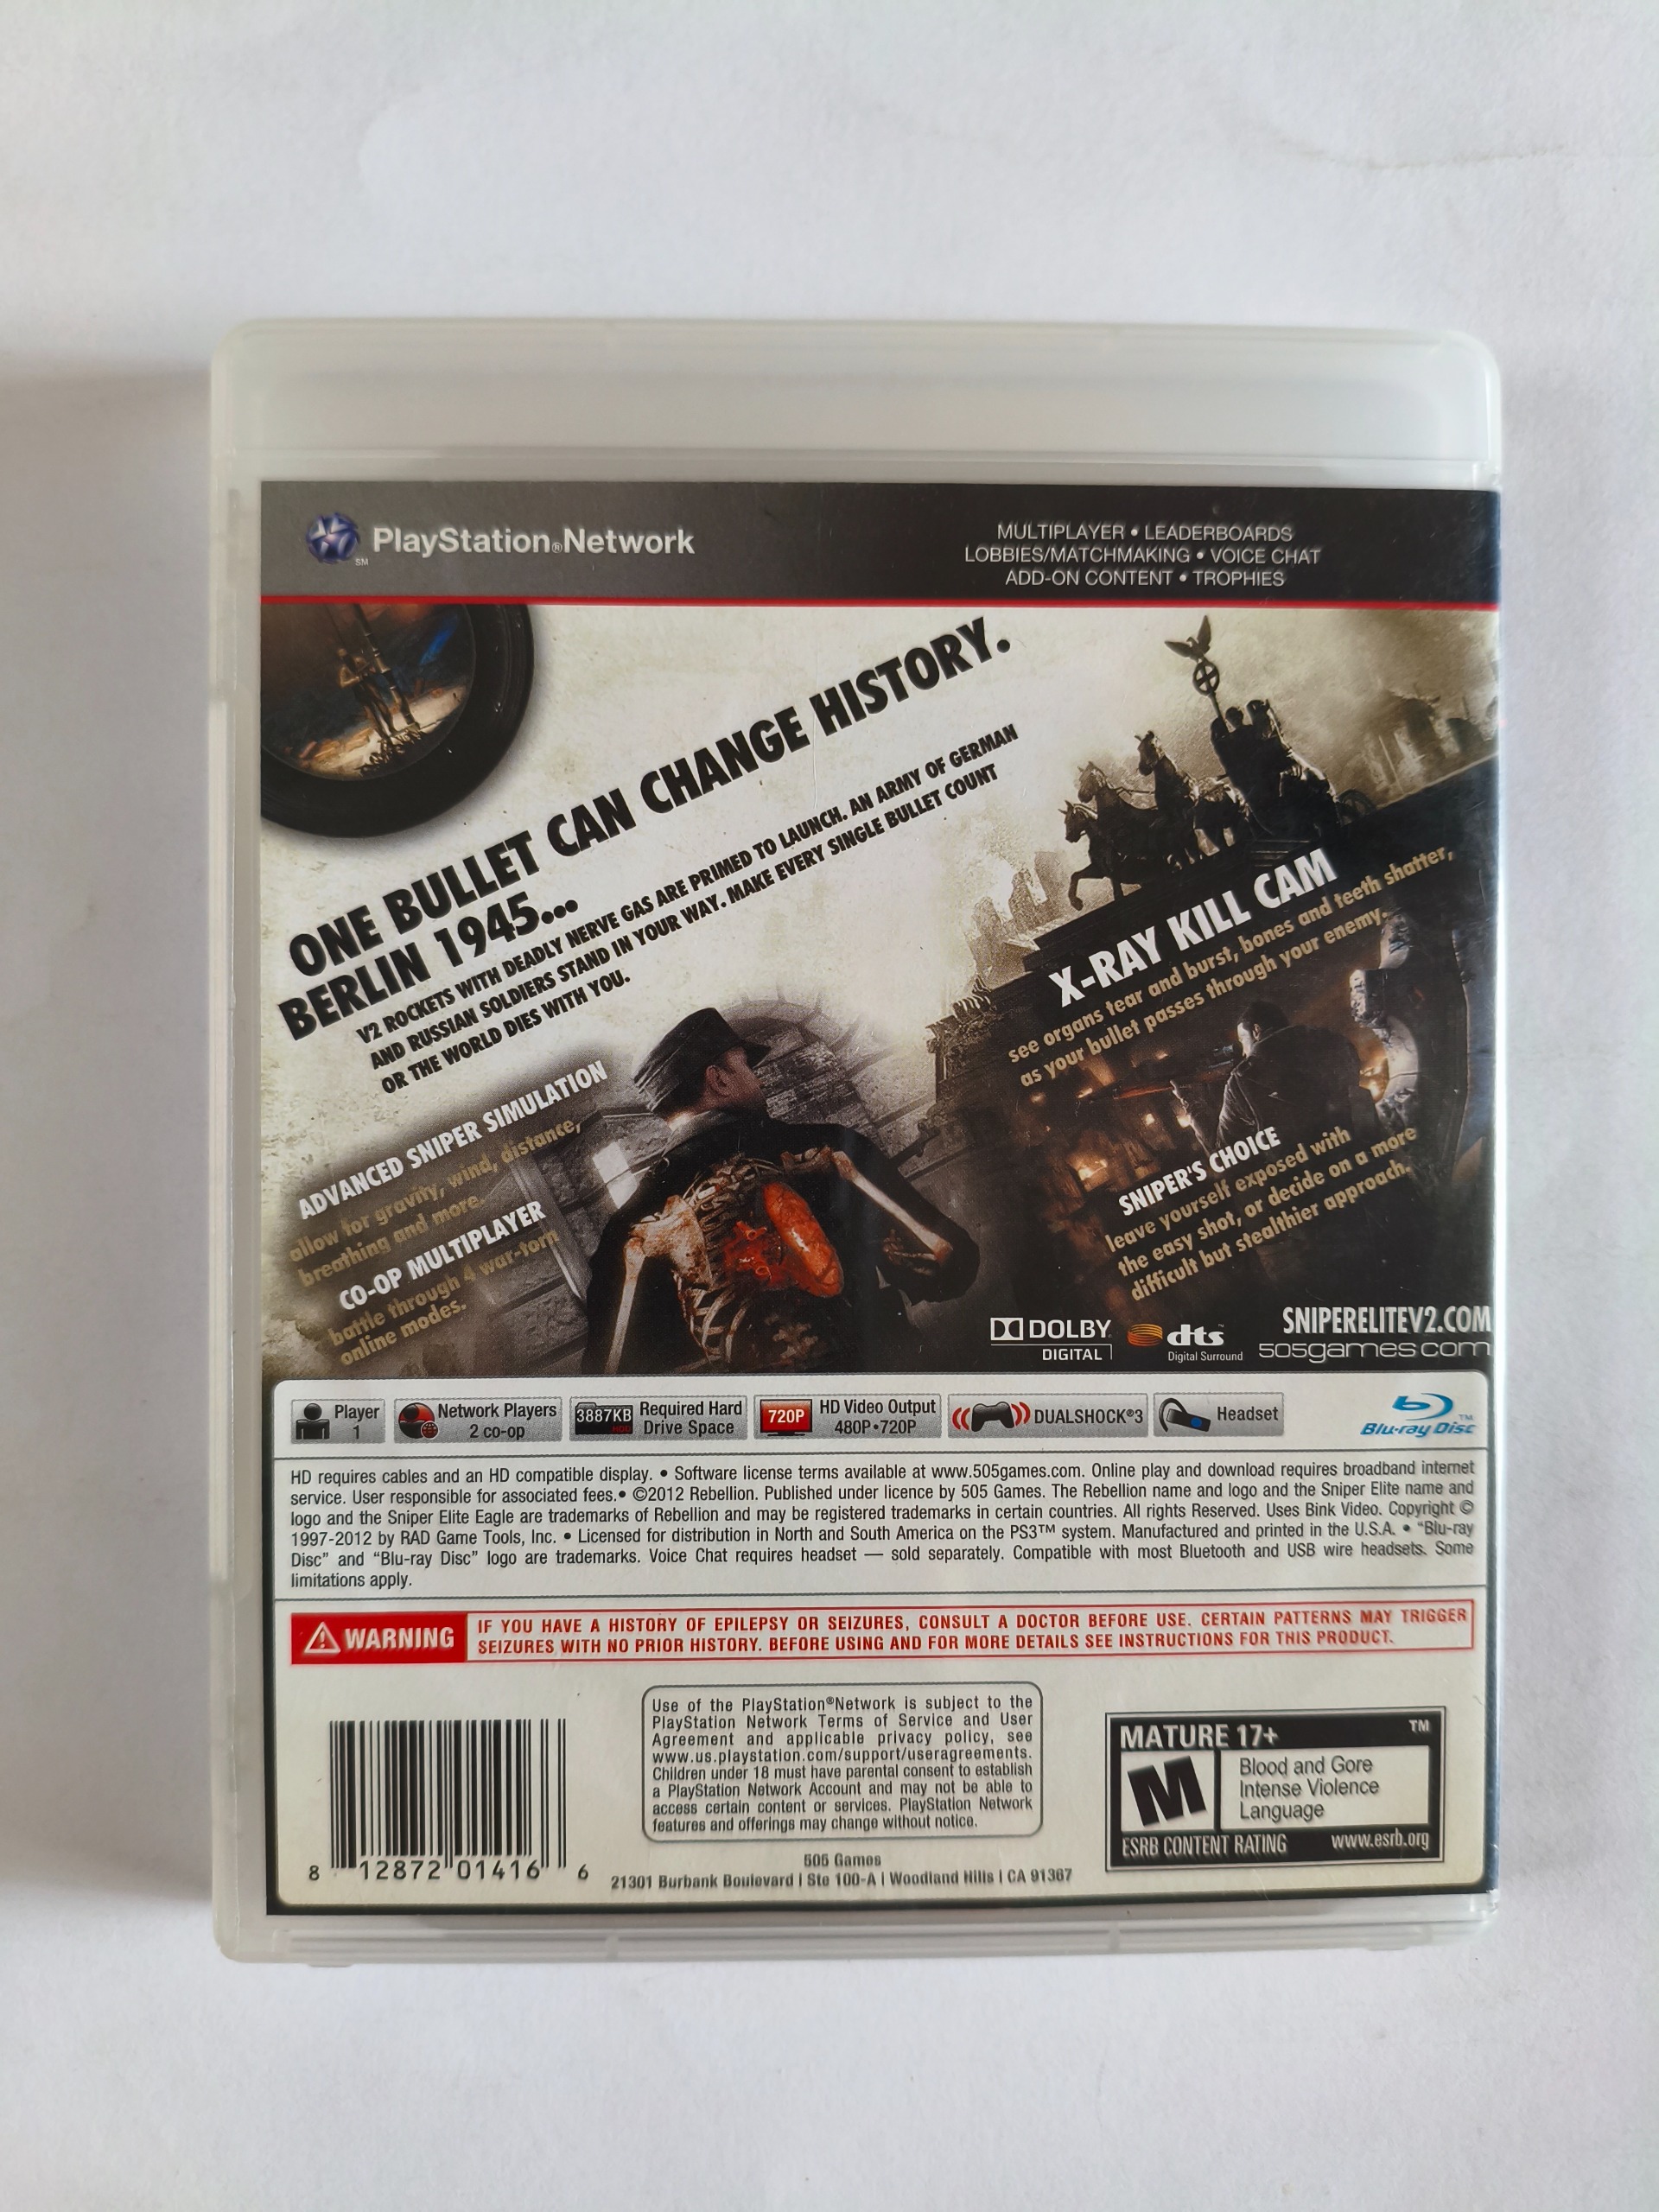 PlayStation®Network
SM
MULTIPLAYER • LEADERBOARDS
LOBBIES/MATCHMAKING • VOICE CHAT
ADD-ON CONTENT • TROPHIES
ONE BULLET CAN CHANGE HISTORY.
BERLIN 1945...
V2 ROCKETS WITH DEADLY NERVE GAS ARE PRIMED TO LAUNCH. AN ARMY OF GERMAN
AND RUSSIAN SOLDIERS STAND IN YOUR WAY. MAKE EVERY SINGLE BULLET COUNT
OR THE WORLD DIES WITH YOU.
X-RAY KILL CAM
see organs tear and burst, bones and teeth shatter,
as your bullet passes through your enemy.
ADVANCED SNIPER SIMULATION
allow for gravity, wind, distance,
breathing and more.
CO-OP MULTIPLAYER
battle through 4 war-torn
online modes.
SNIPER'S CHOICE
leave yourself exposed with
the easy shot, or decide on a more
difficult but stealthier approach.
DOLBY
DIGITAL
dts
Digital Surround
SNIPERELITEV2.COM
505games.com
Player
1
Network Players
2 co-op
3887KB
HDD
Required Hard
Drive Space
720P
HD Video Output
480P•720P
DUALSHOCK®3
Headset
Blu-ray Disc™
HD requires cables and an HD compatible display. • Software license terms available at www.505games.com. Online play and download requires broadband internet
service. User responsible for associated fees.• ©2012 Rebellion. Published under licence by 505 Games. The Rebellion name and logo and the Sniper Elite name and
logo and the Sniper Elite Eagle are trademarks of Rebellion and may be registered trademarks in certain countries. All rights Reserved. Uses Bink Video. Copyright ©
1997-2012 by RAD Game Tools, Inc. • Licensed for distribution in North and South America on the PS3™ system. Manufactured and printed in the U.S.A. • “Blu-ray
Disc” and “Blu-ray Disc” logo are trademarks. Voice Chat requires headset — sold separately. Compatible with most Bluetooth and USB wire headsets. Some
limitations apply.
WARNING
IF YOU HAVE A HISTORY OF EPILEPSY OR SEIZURES, CONSULT A DOCTOR BEFORE USE. CERTAIN PATTERNS MAY TRIGGER
SEIZURES WITH NO PRIOR HISTORY. BEFORE USING AND FOR MORE DETAILS SEE INSTRUCTIONS FOR THIS PRODUCT.
8 12872 01416 6
Use of the PlayStation®Network is subject to the
PlayStation Network Terms of Service and User
Agreement and applicable privacy policy, see
www.us.playstation.com/support/useragreements.
Children under 18 must have parental consent to establish
a PlayStation Network Account and may not be able to
access certain content or services. PlayStation Network
features and offerings may change without notice.
505 Games
21301 Burbank Boulevard | Ste 100-A | Woodland Hills | CA 91367
MATURE 17+
TM
M
Blood and Gore
Intense Violence
Language
ESRB CONTENT RATING
www.esrb.org